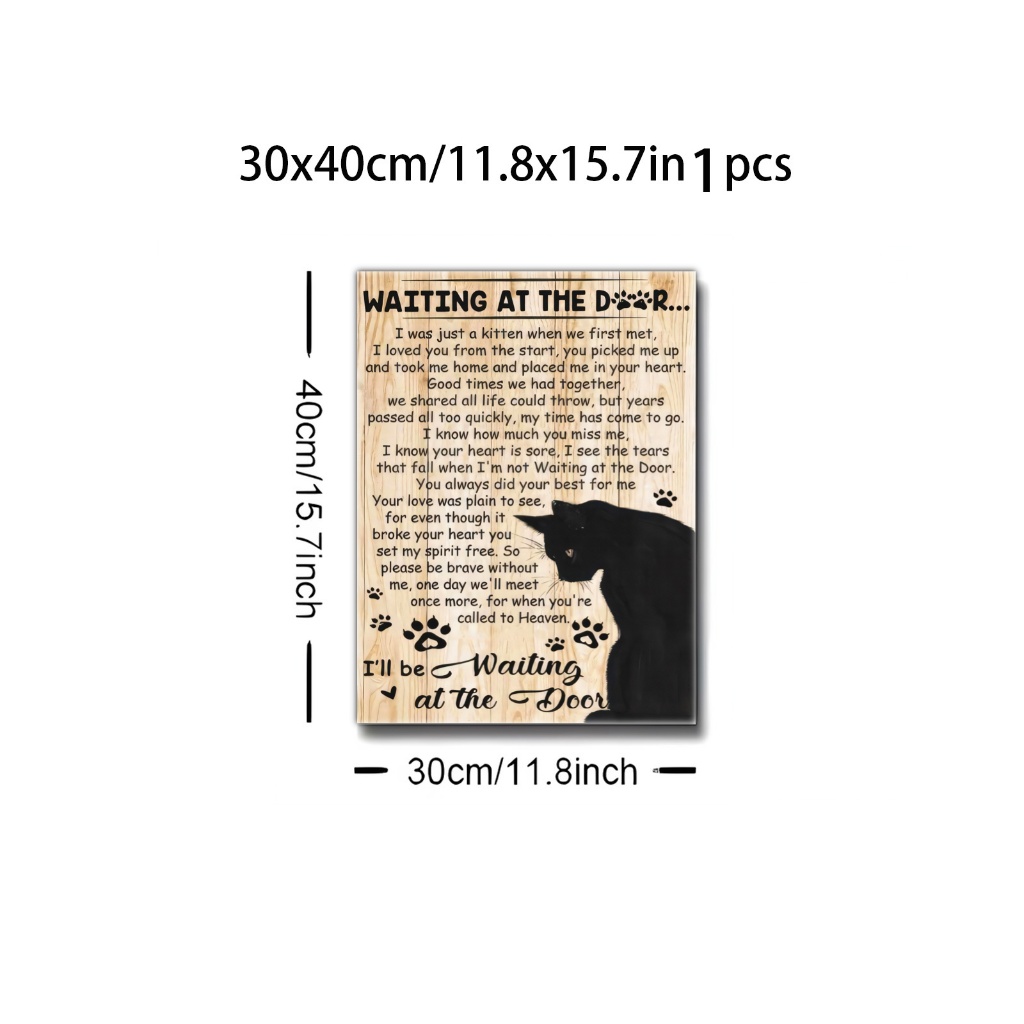 30x40cm/11.8x15.7in 1 pcs
WAITING AT THE DOOR...
I was just a kitten when we first met,
I loved you from the start, you picked me up
and took me home and placed me in your heart.
Good times we had together,
we shared all life could throw, but years
passed all too quickly, my time has come to go.
I know how much you miss me,
I know your heart is sore, I see the tears
that fall when I'm not Waiting at the Door.
You always did your best for me
Your love was plain to see,
for even though it
broke your heart you
set my spirit free. So
please be brave without
me, one day we'll meet
once more, for when you're
called to Heaven.
I'll be Waiting
at the Door
40cm/15.7inch
30cm/11.8inch